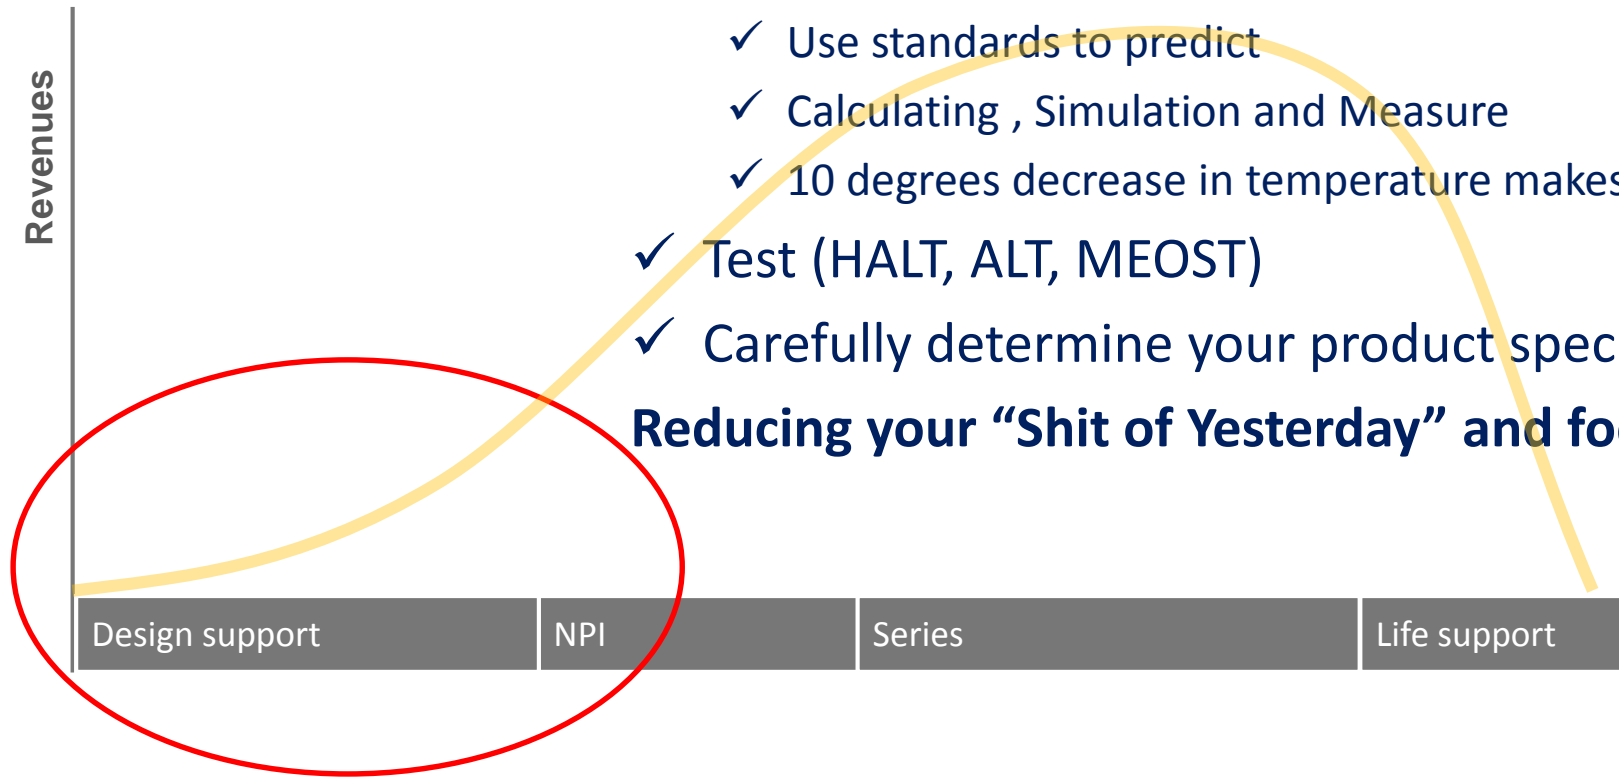 Revenues
✓ Use standards to predict
✓ Calculating , Simulation and Measure
✓ 10 degrees decrease in temperature makes
✓ Test (HALT, ALT, MEOST)
✓ Carefully determine your product spec
Reducing your “Shit of Yesterday” and
Design support
NPI
Series
Life support